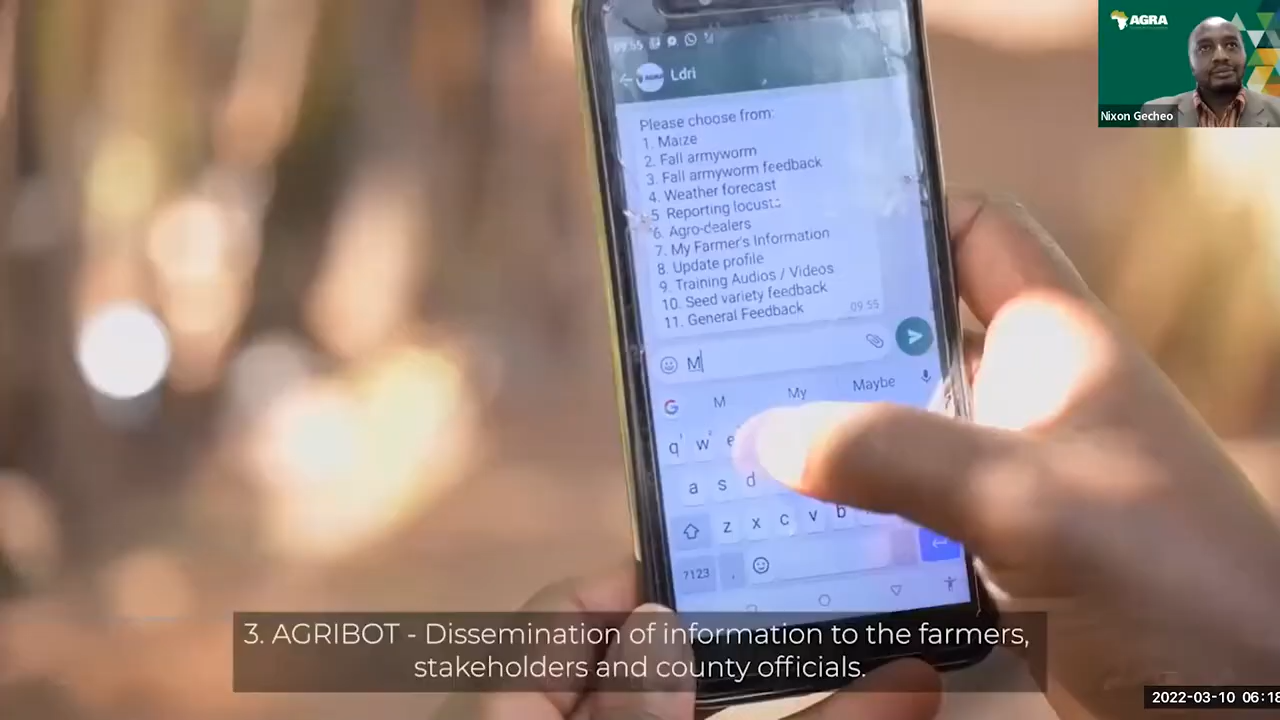 AGRA
Nixon Gecheo
09:55
Ldri
Please choose from:
1. Maize
2. Fall armyworm
3. Fall armyworm feedback
4. Weather forecast
5 Reporting locusts
6. Agro-dealers
7. My Farmer's Information
8. Update profile
9. Training Audios / Videos
10. Seed variety feedback
11. General Feedback
09:55
M
M My Maybe
q w e
a s d
z x c v b
?123 ,
3. AGRIBOT - Dissemination of information to the farmers,
stakeholders and county officials.
2022-03-10 06:18